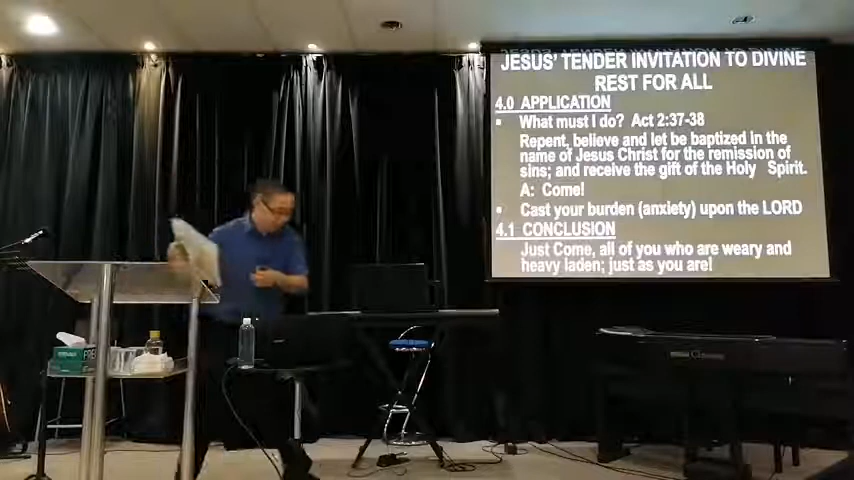 JESUS' TENDER INVITATION TO DIVINE
REST FOR ALL
4.0 APPLICATION
▪ What must I do? Act 2:37-38
Repent, believe and let be baptized in the
name of Jesus Christ for the remission of
sins; and receive the gift of the Holy Spirit.
A: Come!
▪ Cast your burden (anxiety) upon the LORD
4.1 CONCLUSION
Just Come, all of you who are weary and
heavy laden, just as you are!